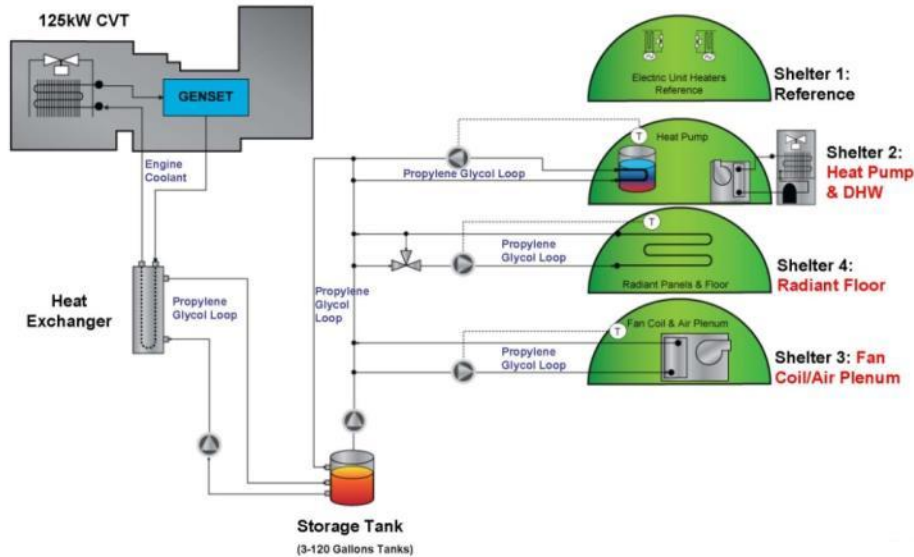 125kW CVT
GENSET
Engine
Coolant
Heat
Exchanger
Propylene
Glycol Loop
Propylene
Glycol
Loop
Storage Tank
(3-120 Gallons Tanks)
Electric Unit Heaters
Reference
Shelter 1:
Reference
T
Heat Pump
Propylene Glycol Loop
Shelter 2:
Heat Pump
& DHW
T
Propylene
Glycol Loop
Radiant Panels & Floor
Shelter 4:
Radiant Floor
T
Fan Coil & Air Plenum
Propylene
Glycol Loop
Shelter 3: Fan
Coil/Air Plenum